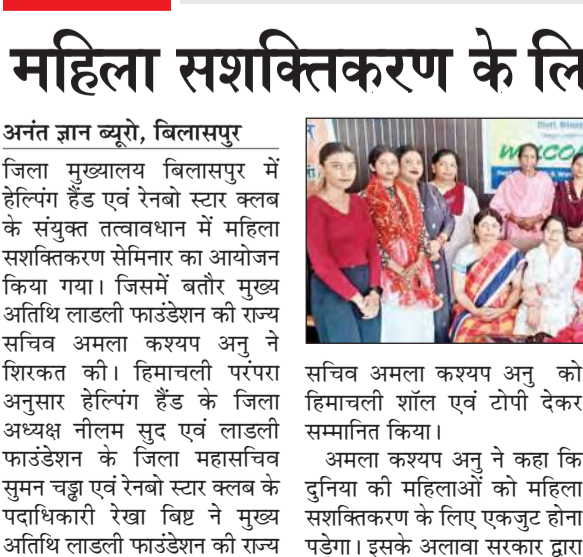 महिला सशक्तिकरण के लि
अनंत ज्ञान ब्यूरो, बिलासपुर
जिला मुख्यालय बिलासपुर में
हेल्पिंग हैंड एवं रेनबो स्टार क्लब
के संयुक्त तत्वावधान में महिला
सशक्तिकरण सेमिनार का आयोजन
किया गया। जिसमें बतौर मुख्य
अतिथि लाडली फाउंडेशन की राज्य
सचिव अमला कश्यप अनु ने
शिरकत की। हिमाचली परंपरा
अनुसार हेल्पिंग हैंड के जिला
अध्यक्ष नीलम सुद एवं लाडली
फाउंडेशन के जिला महासचिव
सुमन चड्ढा एवं रेनबो स्टार क्लब के
पदाधिकारी रेखा बिष्ट ने मुख्य
अतिथि लाडली फाउंडेशन की राज्य
WELCOM
सचिव अमला कश्यप अनु को
हिमाचली शॉल एवं टोपी देकर
सम्मानित किया।
अमला कश्यप अनु ने कहा कि
दुनिया की महिलाओं को महिला
सशक्तिकरण के लिए एकजुट होना
पडेगा। इसके अलावा सरकार द्वारा